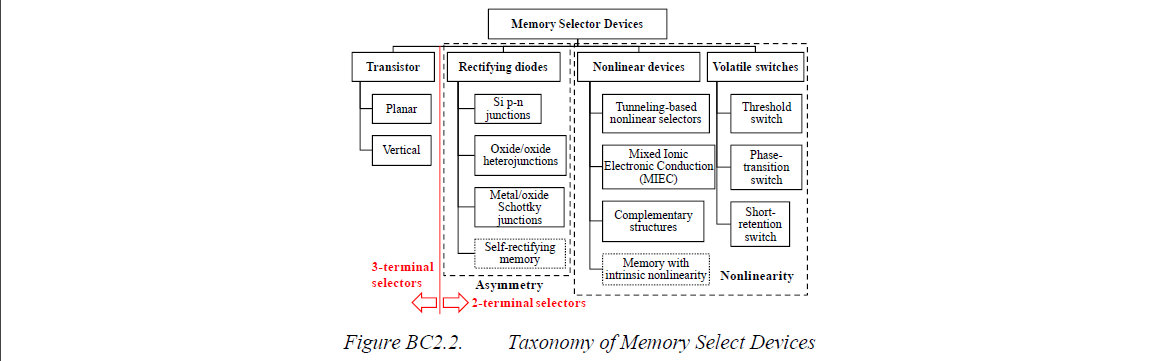 Memory Selector Devices
Transistor
Planar
Vertical
Rectifying diodes
Si p-n
junctions
Oxide/oxide
heterojunctions
Metal/oxide
Schottky
junctions
Self-rectifying
memory
Nonlinear devices
Tunneling-based
nonlinear selectors
Mixed Ionic
Electronic Conduction
(MIEC)
Complementary
structures
Memory with
intrinsic nonlinearity
Volatile switches
Threshold
switch
Phase-
transition
switch
Short-
retention
switch
3-terminal
selectors
Asymmetry
Nonlinearity
2-terminal selectors
Figure BC2.2. Taxonomy of Memory Select Devices